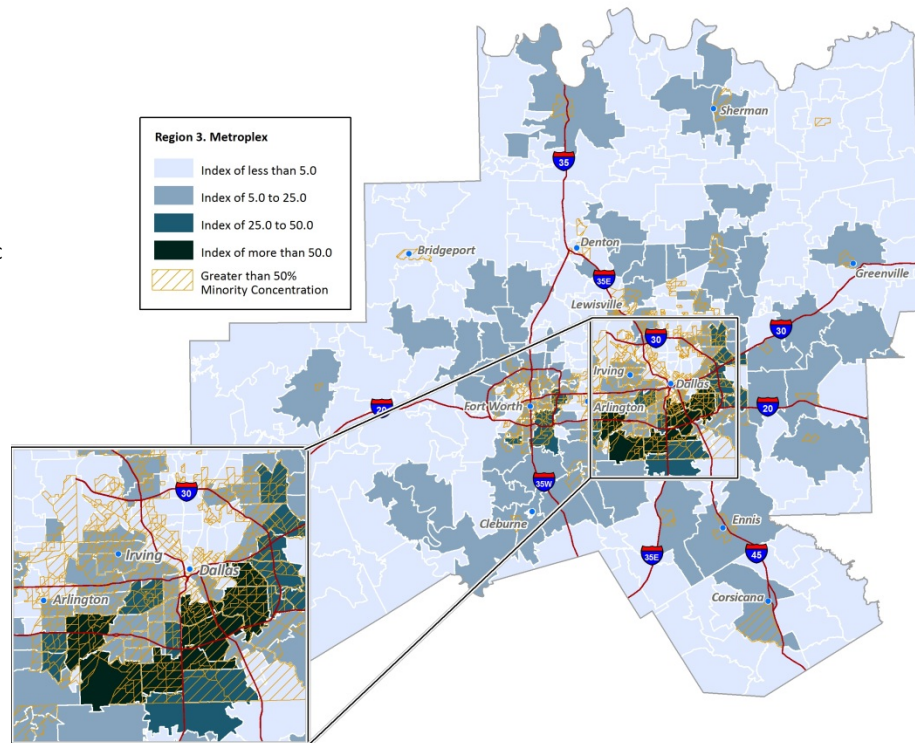 Sherman
Region 3. Metroplex
Index of less than 5.0
Index of 5.0 to 25.0
Index of 25.0 to 50.0
Index of more than 50.0
Greater than 50%
Minority Concentration
35
c
Bridgeport
Denton
Greenville
35E
Lewisville
30
30
Irving
Dallas
Fort Worth
Arlington
20
20
35W
Cleburne
Ennis
35E
45
Corsicana
30
Irving
Dallas
Arlington